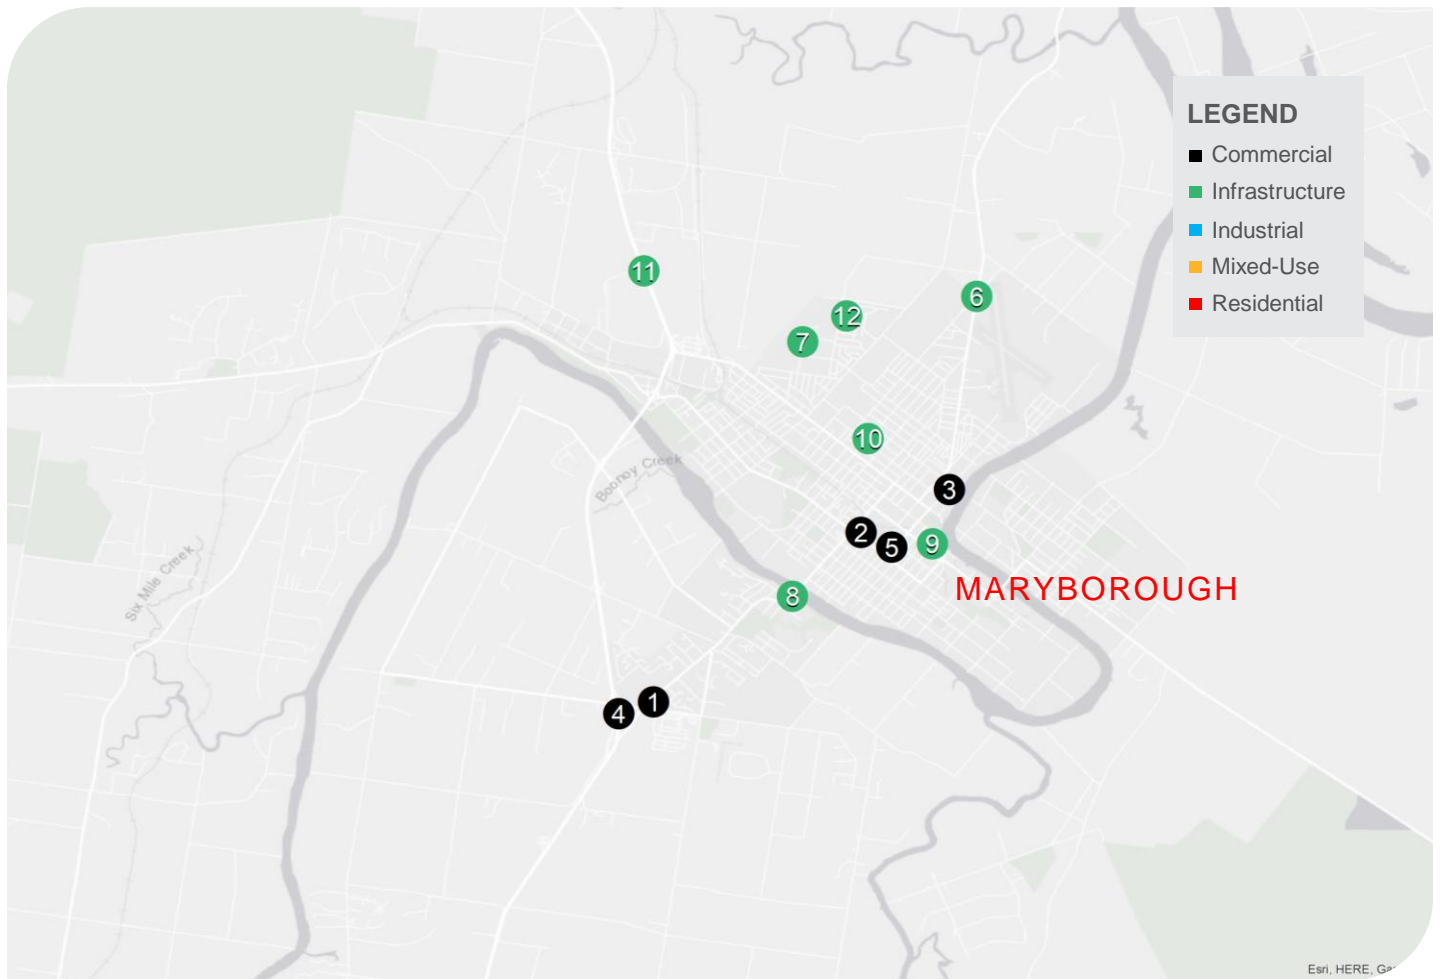 LEGEND
Commercial
Infrastructure
Industrial
Mixed-Use
Residential
11
6
12
7
10
Bobnoy Creek
3
2
5
9
Six Mile Creek
MARYBOROUGH
8
1
4
Esri, HERE,